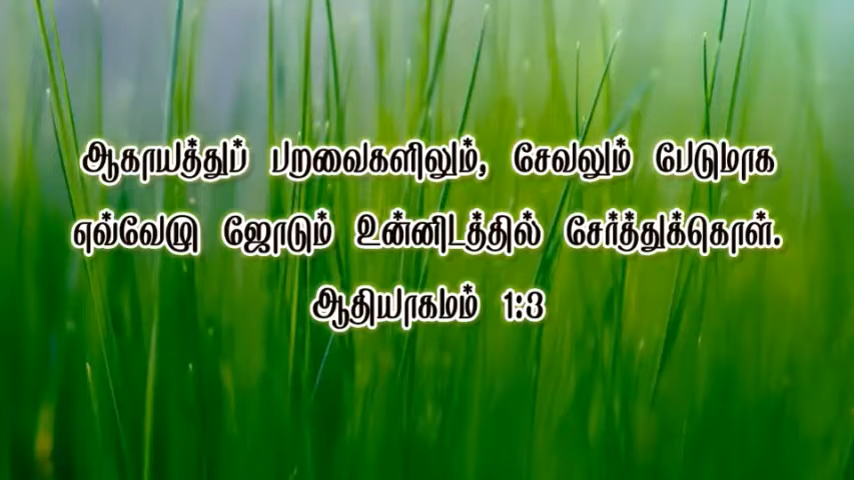 ஆகாயத்துப் பறவைகளிலும், சேவலும் பேடுமாக
எவ்வேழு ஜோடும் உன்னிடத்தில் சேர்த்துக்கொள்.
ஆதியாகமம் 1:3